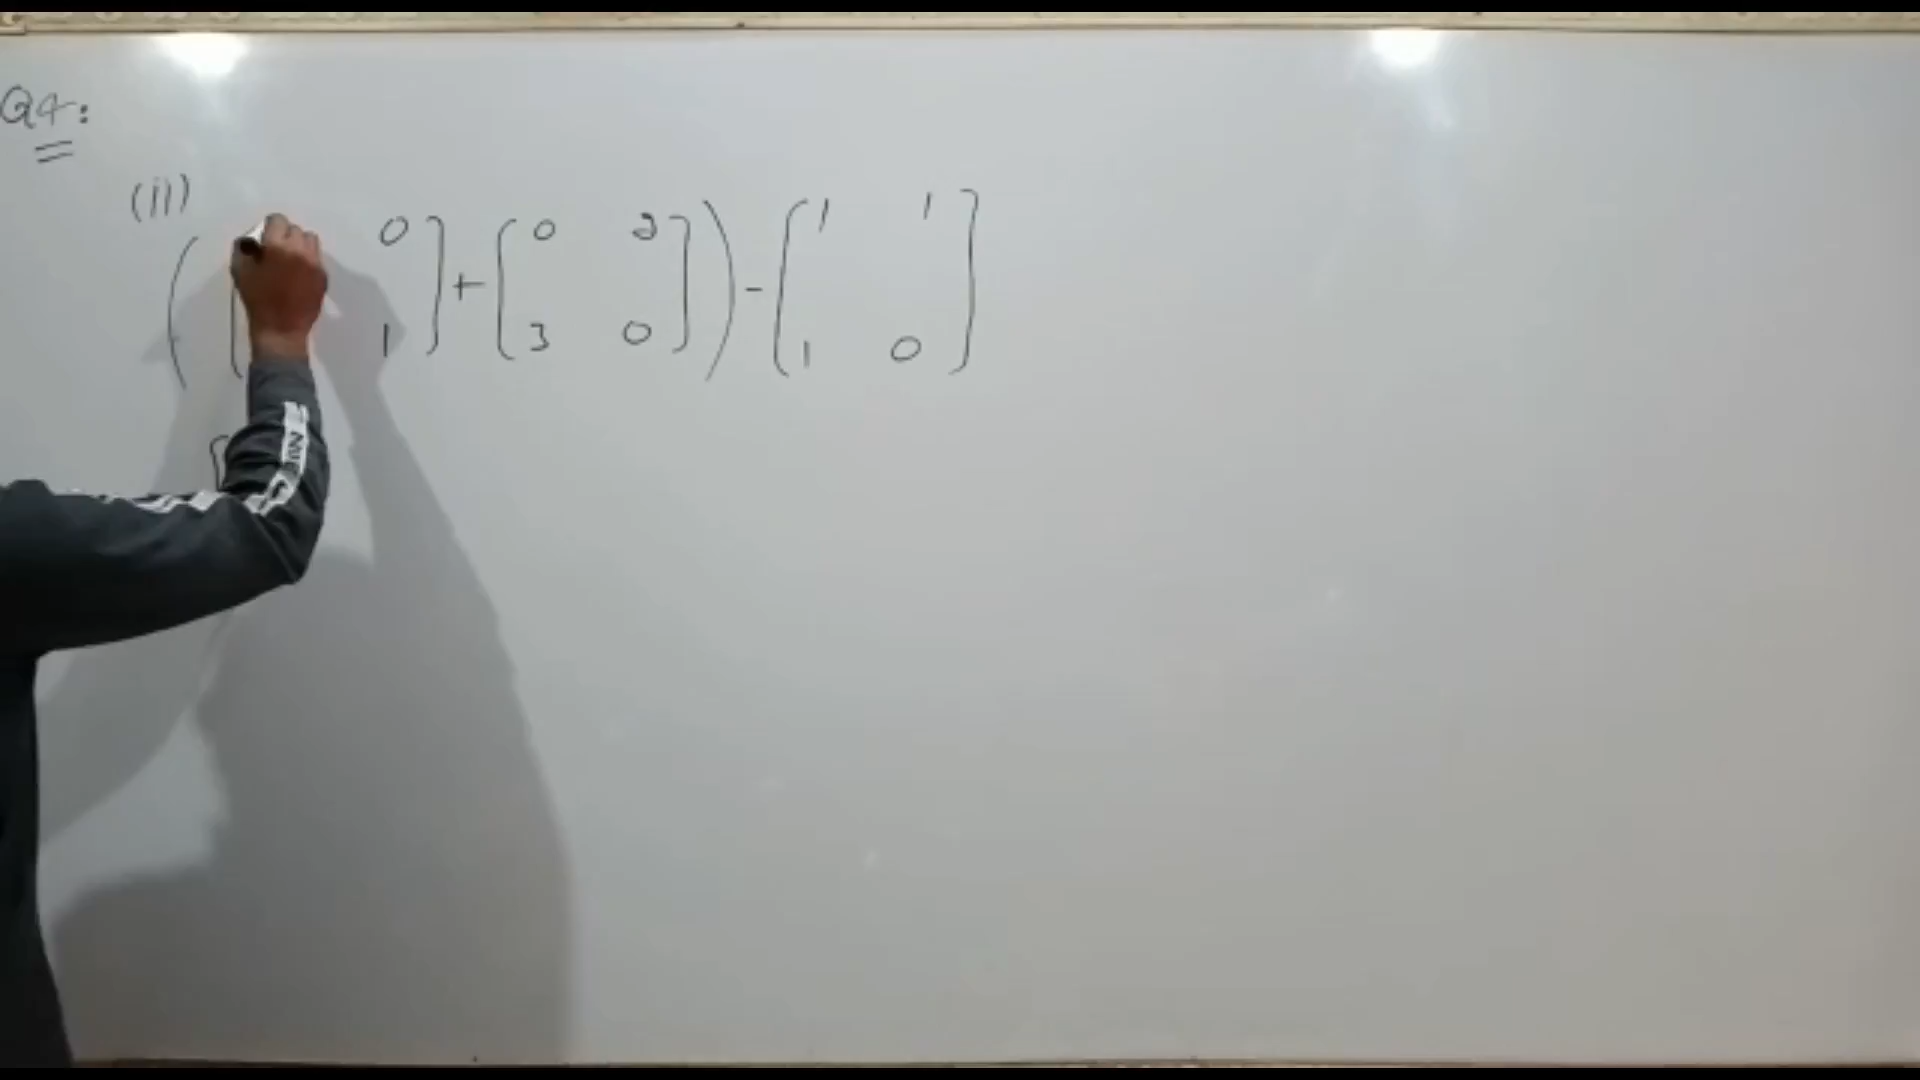 Q4:
(ii)
( [ 0 ] + [ 0 2 ] ) - [ 1 1 ]
1 3 0 1 0